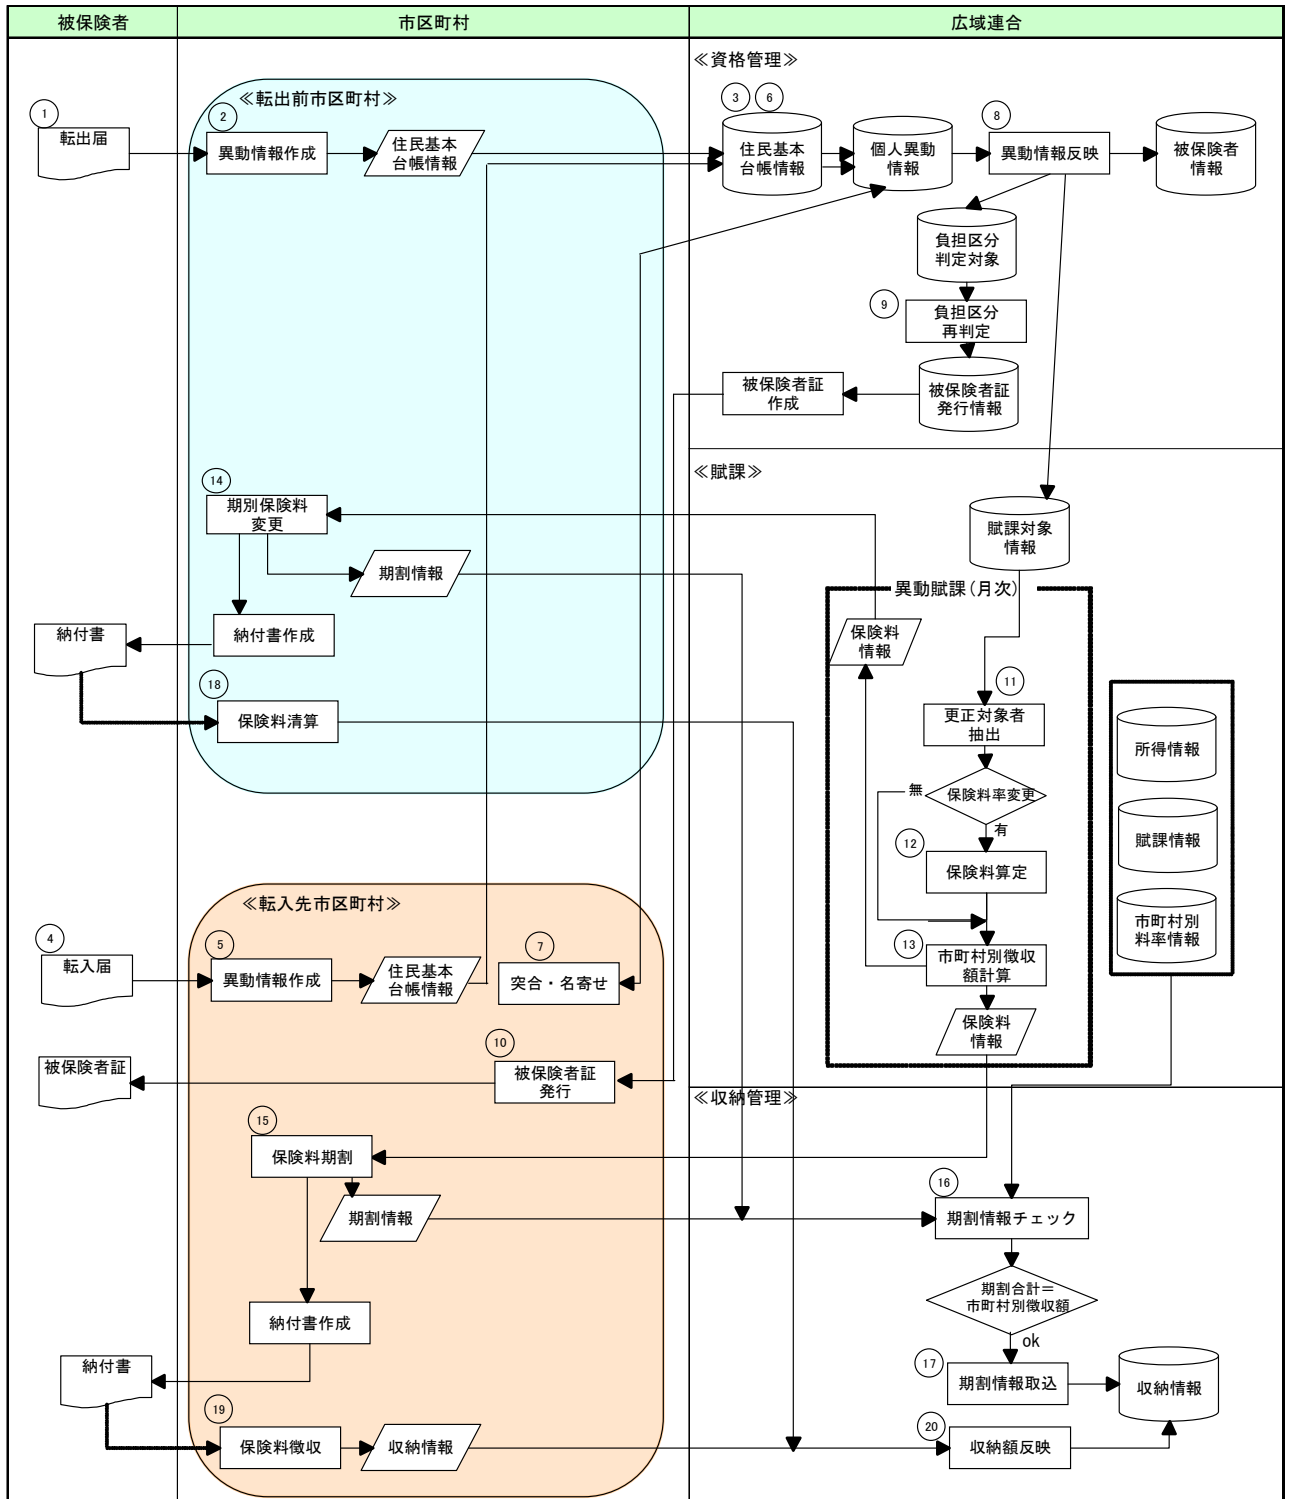 被保険者
市区町村
広域連合
≪資格管理≫
≪転出前市区町村≫
1
転出届
2
異動情報作成
住民基本
台帳情報
3
6
住民基本
台帳情報
個人異動
情報
8
異動情報反映
被保険者
情報
負担区分
判定対象
9
負担区分
再判定
被保険者証
発行情報
被保険者証
作成
≪賦課≫
14
期別保険料
変更
期割情報
納付書作成
納付書
18
保険料清算
賦課対象
情報
異動賦課(月次)
保険料
情報
11
更正対象者
抽出
保険料率変更
無
有
12
保険料算定
13
市町村別徴収
額計算
保険料
情報
所得情報
賦課情報
市町村別
料率情報
≪転入先市区町村≫
4
転入届
5
異動情報作成
住民基本
台帳情報
7
突合・名寄せ
10
被保険者証
発行
被保険者証
≪収納管理≫
15
保険料期割
期割情報
納付書作成
納付書
16
期割情報チェック
期割合計＝
市町村別徴収額
ok
17
期割情報取込
収納情報
19
保険料徴収
収納情報
20
収納額反映